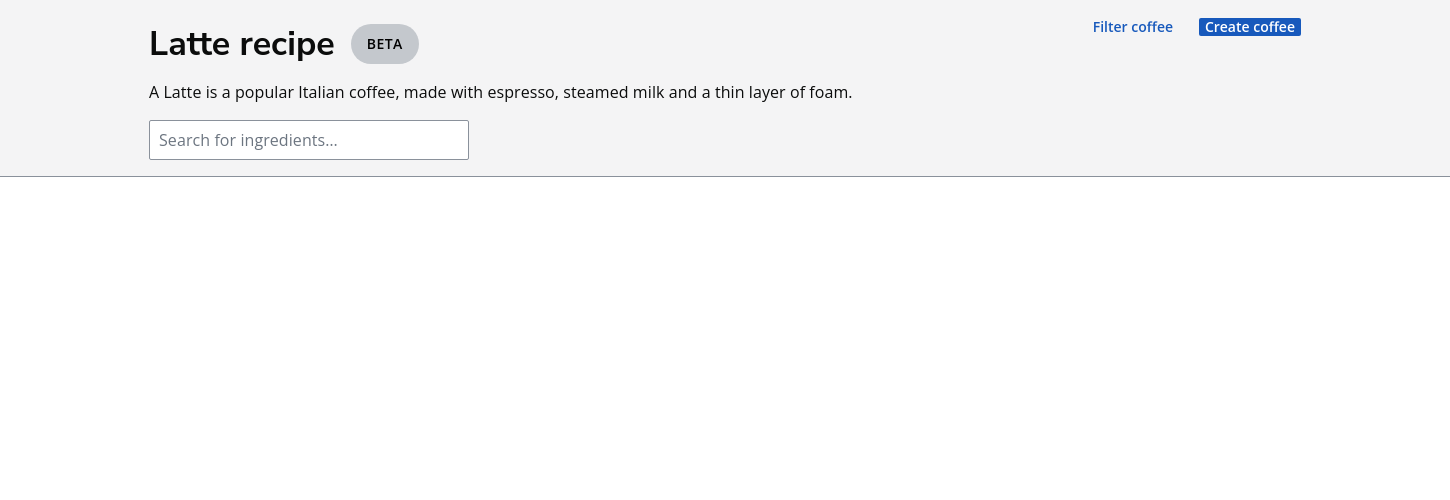 Latte recipe BETA
Filter coffee Create coffee
A Latte is a popular Italian coffee, made with espresso, steamed milk and a thin layer of foam.
Search for ingredients...